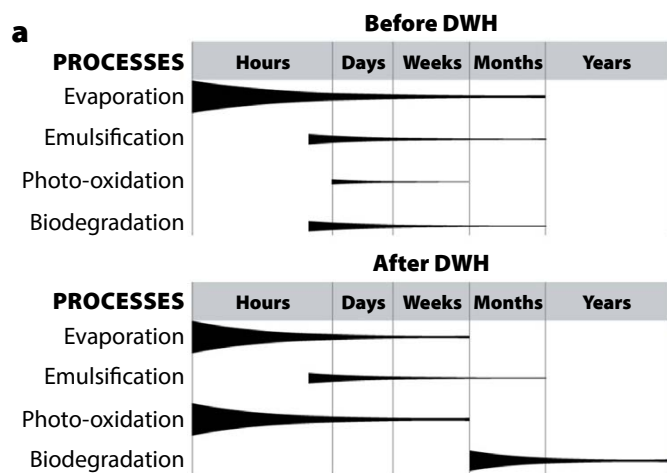 a
Before DWH
PROCESSES Hours Days Weeks Months Years
Evaporation
Emulsification
Photo-oxidation
Biodegradation
After DWH
PROCESSES Hours Days Weeks Months Years
Evaporation
Emulsification
Photo-oxidation
Biodegradation